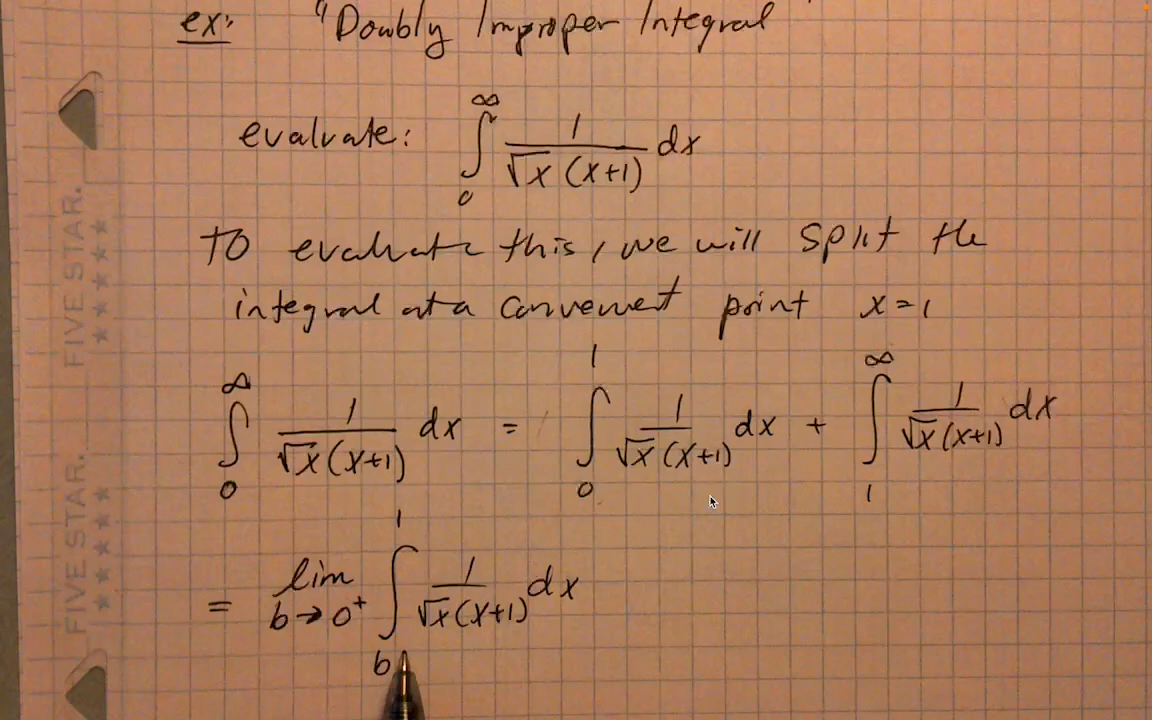 ex: "Doubly Improper Integral"
evaluate: ∫₀^∞ 1/(√x (x+1)) dx
To evaluate this, we will split the
integral at a convenient point x=1
∫₀^∞ 1/(√x (x+1)) dx = ∫₀^1 1/(√x (x+1)) dx + ∫₁^∞ 1/(√x (x+1)) dx
= lim b→0⁺ ∫_b^1 1/(√x (x+1)) dx
FIVE STAR.
FIVE STAR.